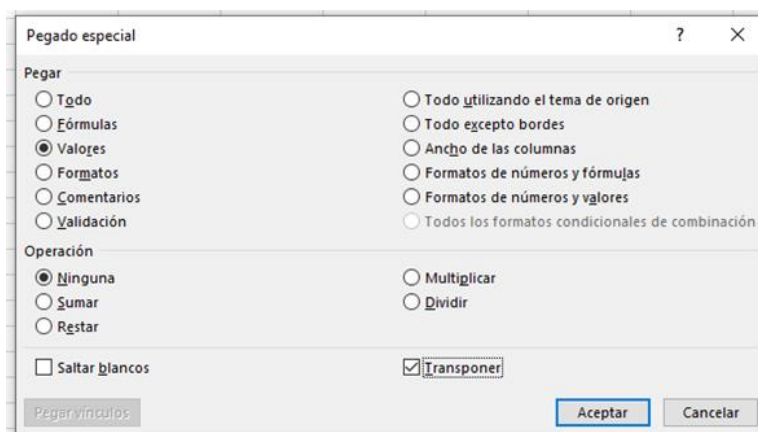 Pegado especial ? X
Pegar
Todo
Fórmulas
Valores
Formatos
Comentarios
Validación
Todo utilizando el tema de origen
Todo excepto bordes
Ancho de las columnas
Formatos de números y fórmulas
Formatos de números y valores
Todos los formatos condicionales de combinación
Operación
Ninguna
Sumar
Restar
Multiplicar
Dividir
Saltar blancos
Transponer
Pegar vínculos
Aceptar
Cancelar